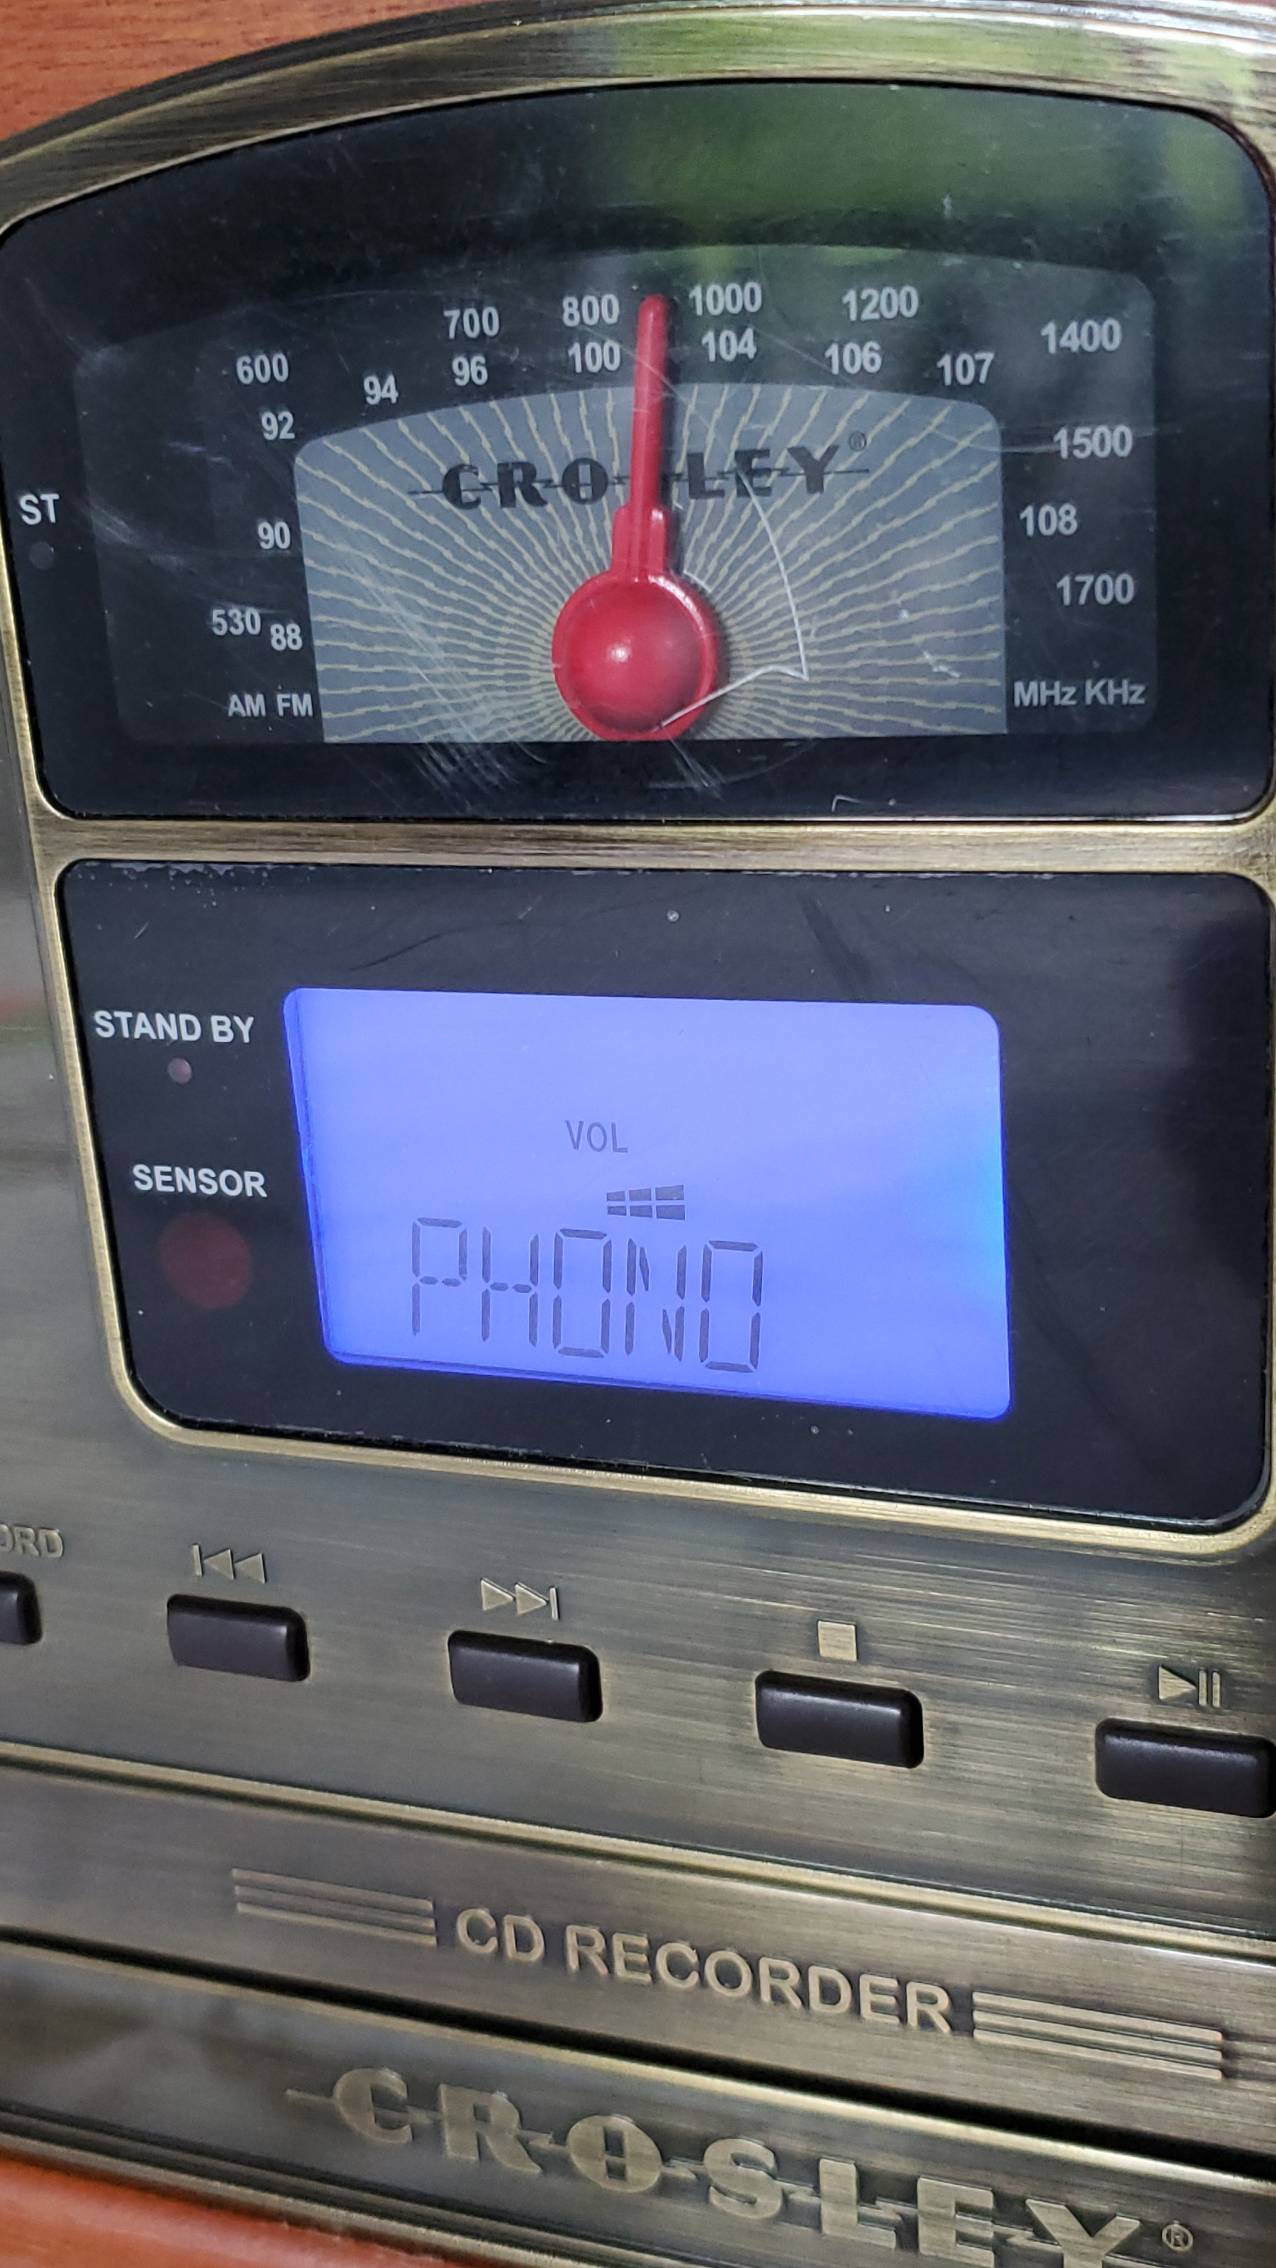 700 800 1000 1200
600 94 96 100 104 106 107 1400
92 CROSLEY® 1500
ST 90 108
530 88 1700
AM FM MHz KHz
STAND BY
VOL
SENSOR
PHONO
ORD
CD RECORDER
CROSLEY®